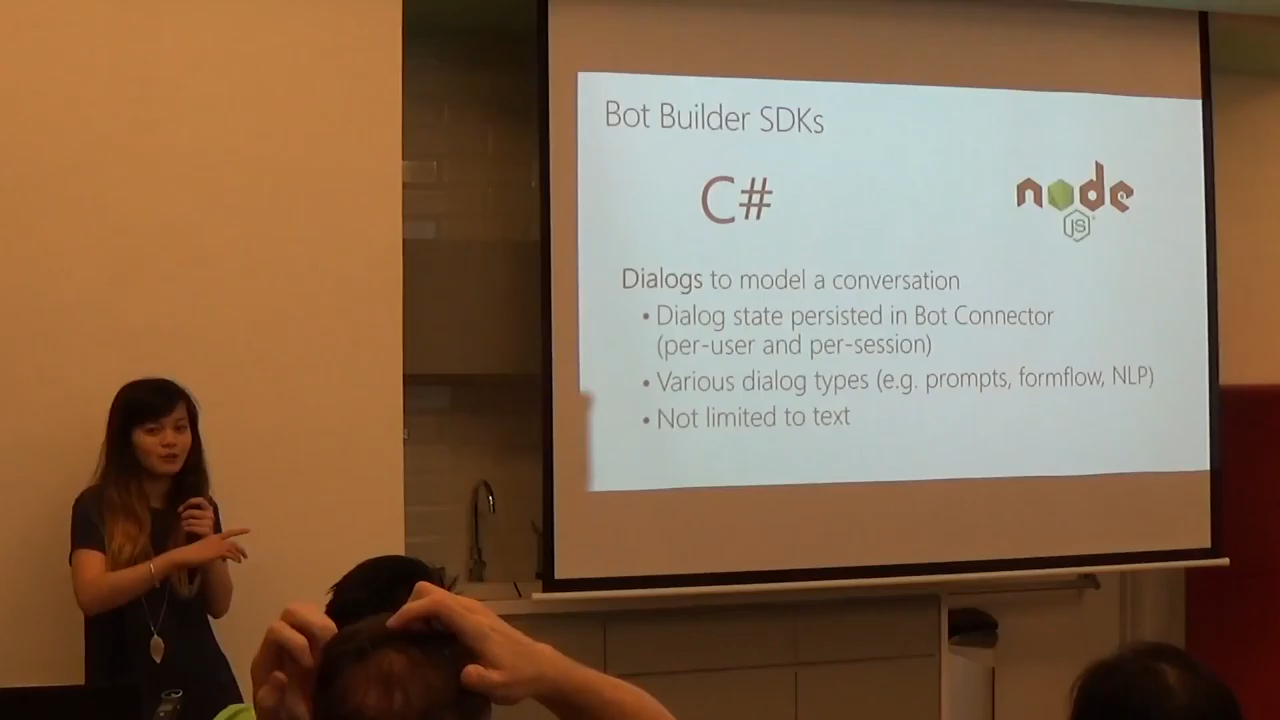 Bot Builder SDKs
C#
node
JS
Dialogs to model a conversation
• Dialog state persisted in Bot Connector
(per-user and per-session)
• Various dialog types (e.g. prompts, formflow, NLP)
• Not limited to text